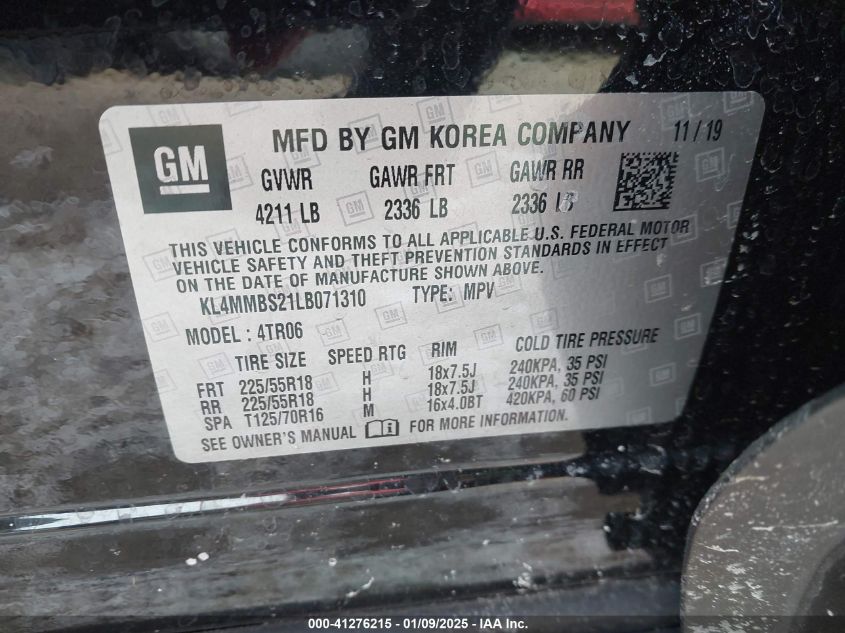 GM
MFD BY GM KOREA COMPANY 11/19
GVWR GAWR FRT GAWR RR
4211 LB 2336 LB 2336 LB
THIS VEHICLE CONFORMS TO ALL APPLICABLE U.S. FEDERAL MOTOR
VEHICLE SAFETY AND THEFT PREVENTION STANDARDS IN EFFECT
ON THE DATE OF MANUFACTURE SHOWN ABOVE.
KL4MMBS21LB071310 TYPE: MPV
MODEL: 4TR06
TIRE SIZE SPEED RTG RIM COLD TIRE PRESSURE
FRT 225/55R18 H 18x7.5J 240KPA, 35 PSI
RR 225/55R18 H 18x7.5J 240KPA, 35 PSI
SPA T125/70R16 M 16x4.0BT 420KPA, 60 PSI
SEE OWNER'S MANUAL FOR MORE INFORMATION.
000-41276215 - 01/09/2025 - IAA Inc.